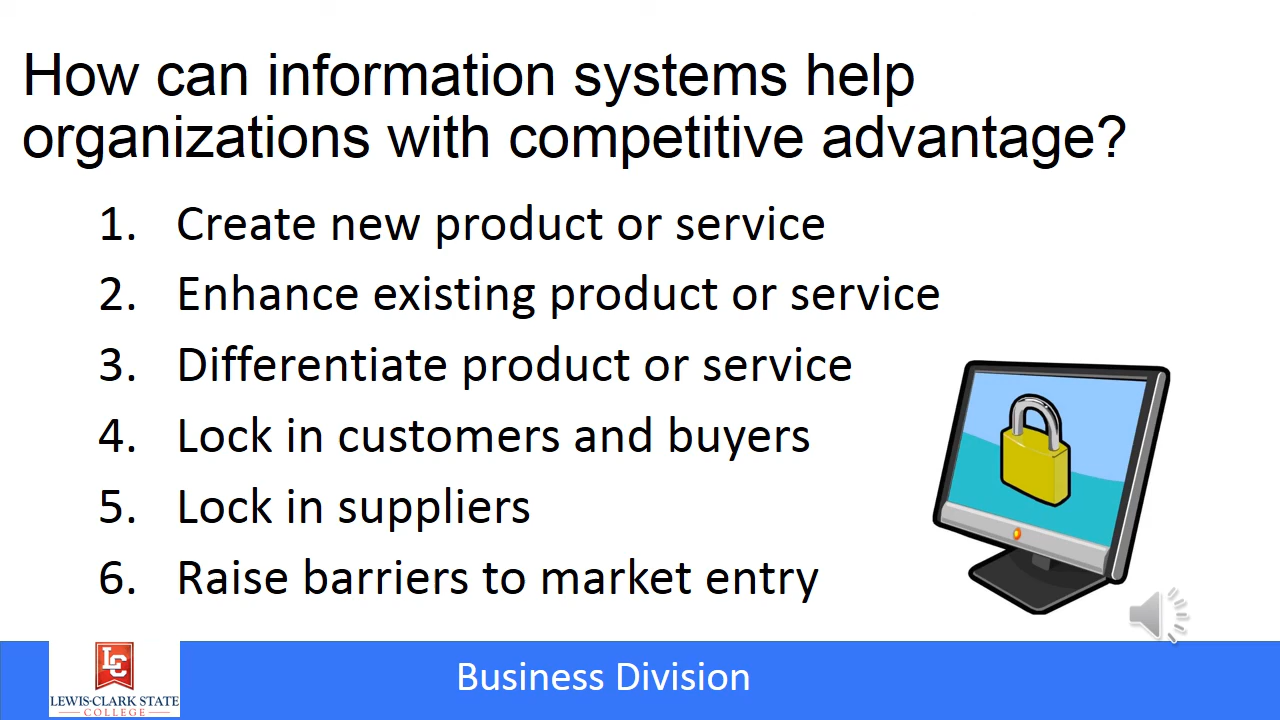 How can information systems help
organizations with competitive advantage?
1. Create new product or service
2. Enhance existing product or service
3. Differentiate product or service
4. Lock in customers and buyers
5. Lock in suppliers
6. Raise barriers to market entry
LC
LEWIS-CLARK STATE
COLLEGE
Business Division